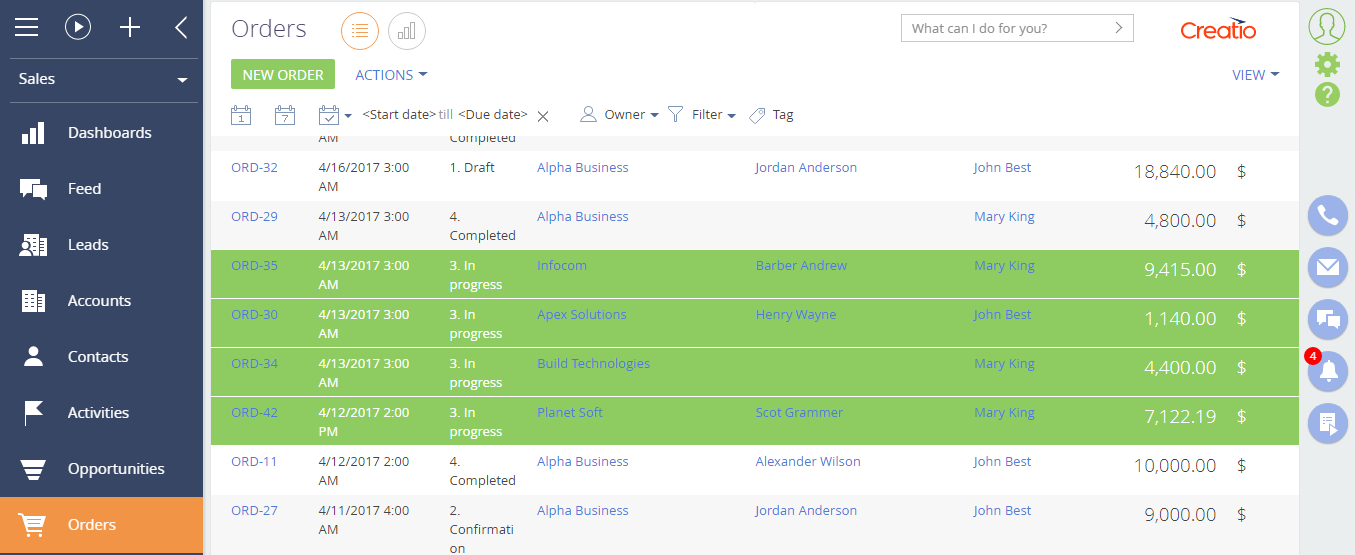 Orders
What can I do for you?
Creatio
Sales
NEW ORDER
ACTIONS
VIEW
1
7
<Start date> till <Due date>
Owner
Filter
Tag
Dashboards
Feed
Leads
Accounts
Contacts
Activities
Opportunities
Orders
AM Completed
ORD-32 4/16/2017 3:00 1. Draft Alpha Business Jordan Anderson John Best 18,840.00 $
AM
ORD-29 4/13/2017 3:00 4. Alpha Business Mary King 4,800.00 $
AM Completed
ORD-35 4/13/2017 3:00 3. In Infocom Barber Andrew Mary King 9,415.00 $
AM progress
ORD-30 4/13/2017 3:00 3. In Apex Solutions Henry Wayne John Best 1,140.00 $
AM progress
ORD-34 4/13/2017 3:00 3. In Build Technologies Mary King 4,400.00 $
AM progress
ORD-42 4/12/2017 2:00 3. In Planet Soft Scot Grammer Mary King 7,122.19 $
PM progress
ORD-11 4/12/2017 2:00 4. Alpha Business Alexander Wilson John Best 10,000.00 $
AM Completed
ORD-27 4/11/2017 4:00 2. Alpha Business Jordan Anderson John Best 9,000.00 $
AM Confirmati
on
?
4